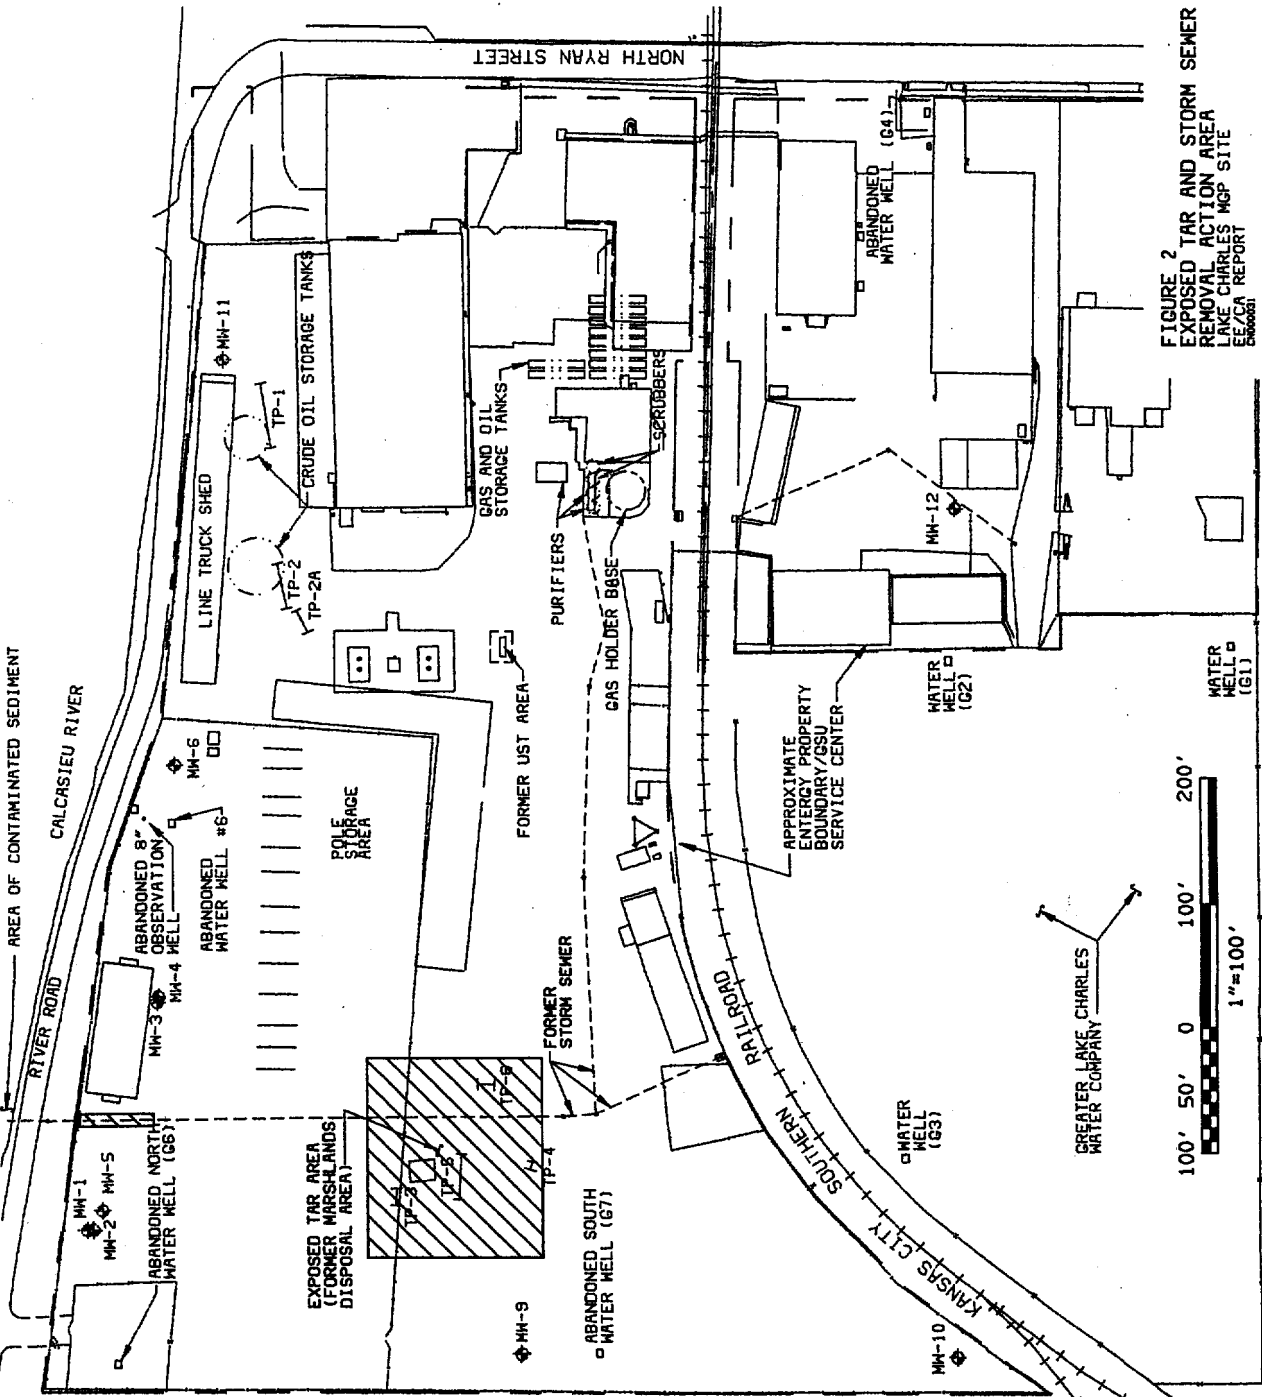 AREA OF CONTAMINATED SEDIMENT
CALCASIEU RIVER
RIVER ROAD
NORTH RYAN STREET
MW-1
MW-5
MW-2
ABANDONED NORTH
WATER WELL (G6)
MW-3
MW-4
ABANDONED 8"
OBSERVATION
WELL
ABANDONED
WATER WELL #6
MW-6
LINE TRUCK SHED
MW-11
TP-1
TP-2
TP-2A
CRUDE OIL STORAGE TANKS
POLE
STORAGE
AREA
EXPOSED TAR AREA
(FORMER MARSHLANDS
DISPOSAL AREA)
TP-3
TP-5
TP-6
TP-4
FORMER UST AREA
GAS AND OIL
STORAGE TANKS
PURIFIERS
GAS HOLDER BASE
SCRUBBERS
FORMER
STORM SEWER
MW-9
ABANDONED SOUTH
WATER WELL (G7)
KANSAS CITY
SOUTHERN
RAILROAD
APPROXIMATE
ENTERGY PROPERTY
BOUNDARY/GSU
SERVICE CENTER
ABANDONED
WATER WELL (G4)
MW-12
MW-10
WATER
WELL
(G3)
WATER
WELL
(G2)
WATER
WELL
(G1)
GREATER LAKE CHARLES
WATER COMPANY
100' 50' 0 100' 200'
1"=100'
FIGURE 2
EXPOSED TAR AND STORM SEWER
REMOVAL ACTION AREA
LAKE CHARLES MGP SITE
EE/CA REPORT